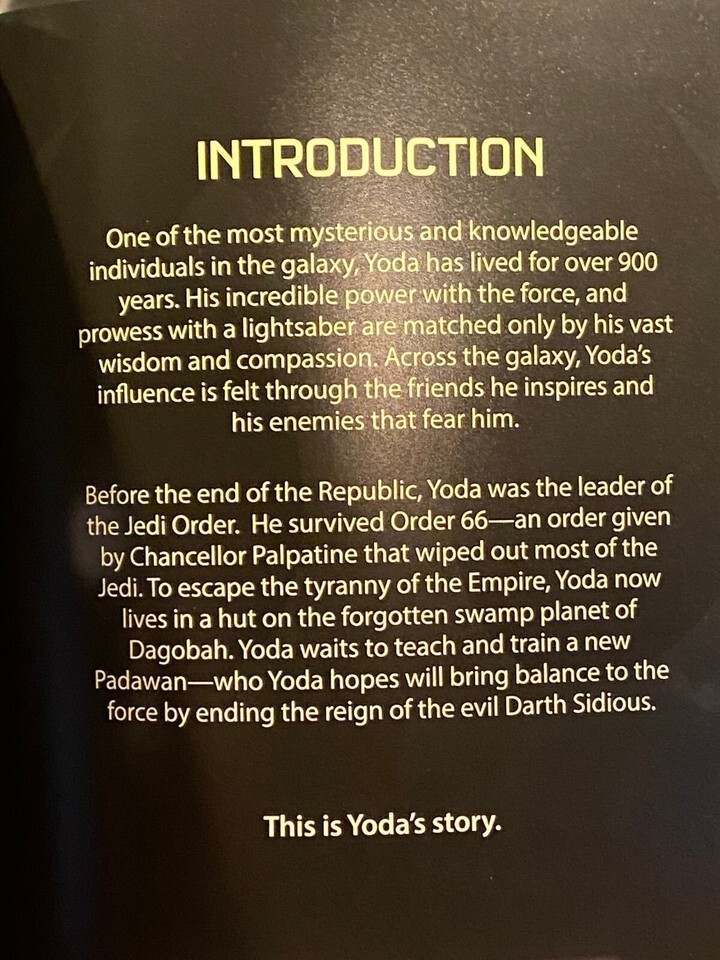 INTRODUCTION
One of the most mysterious and knowledgeable
individuals in the galaxy, Yoda has lived for over 900
years. His incredible power with the force, and
prowess with a lightsaber are matched only by his vast
wisdom and compassion. Across the galaxy, Yoda's
influence is felt through the friends he inspires and
his enemies that fear him.
Before the end of the Republic, Yoda was the leader of
the Jedi Order.  He survived Order 66—an order given
by Chancellor Palpatine that wiped out most of the
Jedi. To escape the tyranny of the Empire, Yoda now
lives in a hut on the forgotten swamp planet of
Dagobah. Yoda waits to teach and train a new
Padawan—who Yoda hopes will bring balance to the
force by ending the reign of the evil Darth Sidious.
This is Yoda's story.